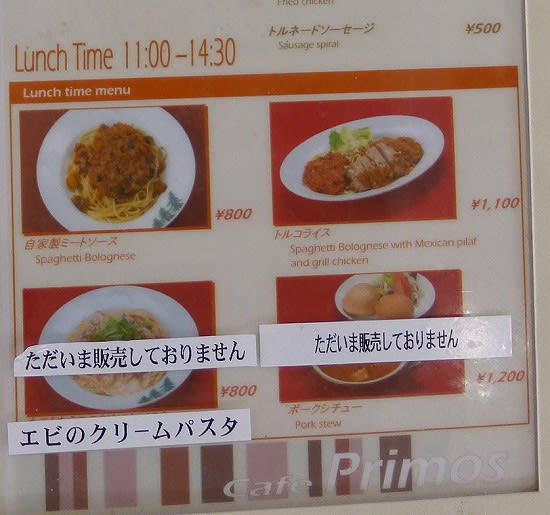 Fried chicken
トルネードソーセージ ¥500
Sausage spiral
Lunch Time 11:00-14:30
Lunch time menu
¥800
自家製ミートソース
Spaghetti Bolognese
¥1,100
トルコライス
Spaghetti Bolognese with Mexican pilaf
and grill chicken
ただいま販売しておりません
¥800
エビのクリームパスタ
ただいま販売しておりません
¥1,200
ポークシチュー
Pork stew
Cafe Primos